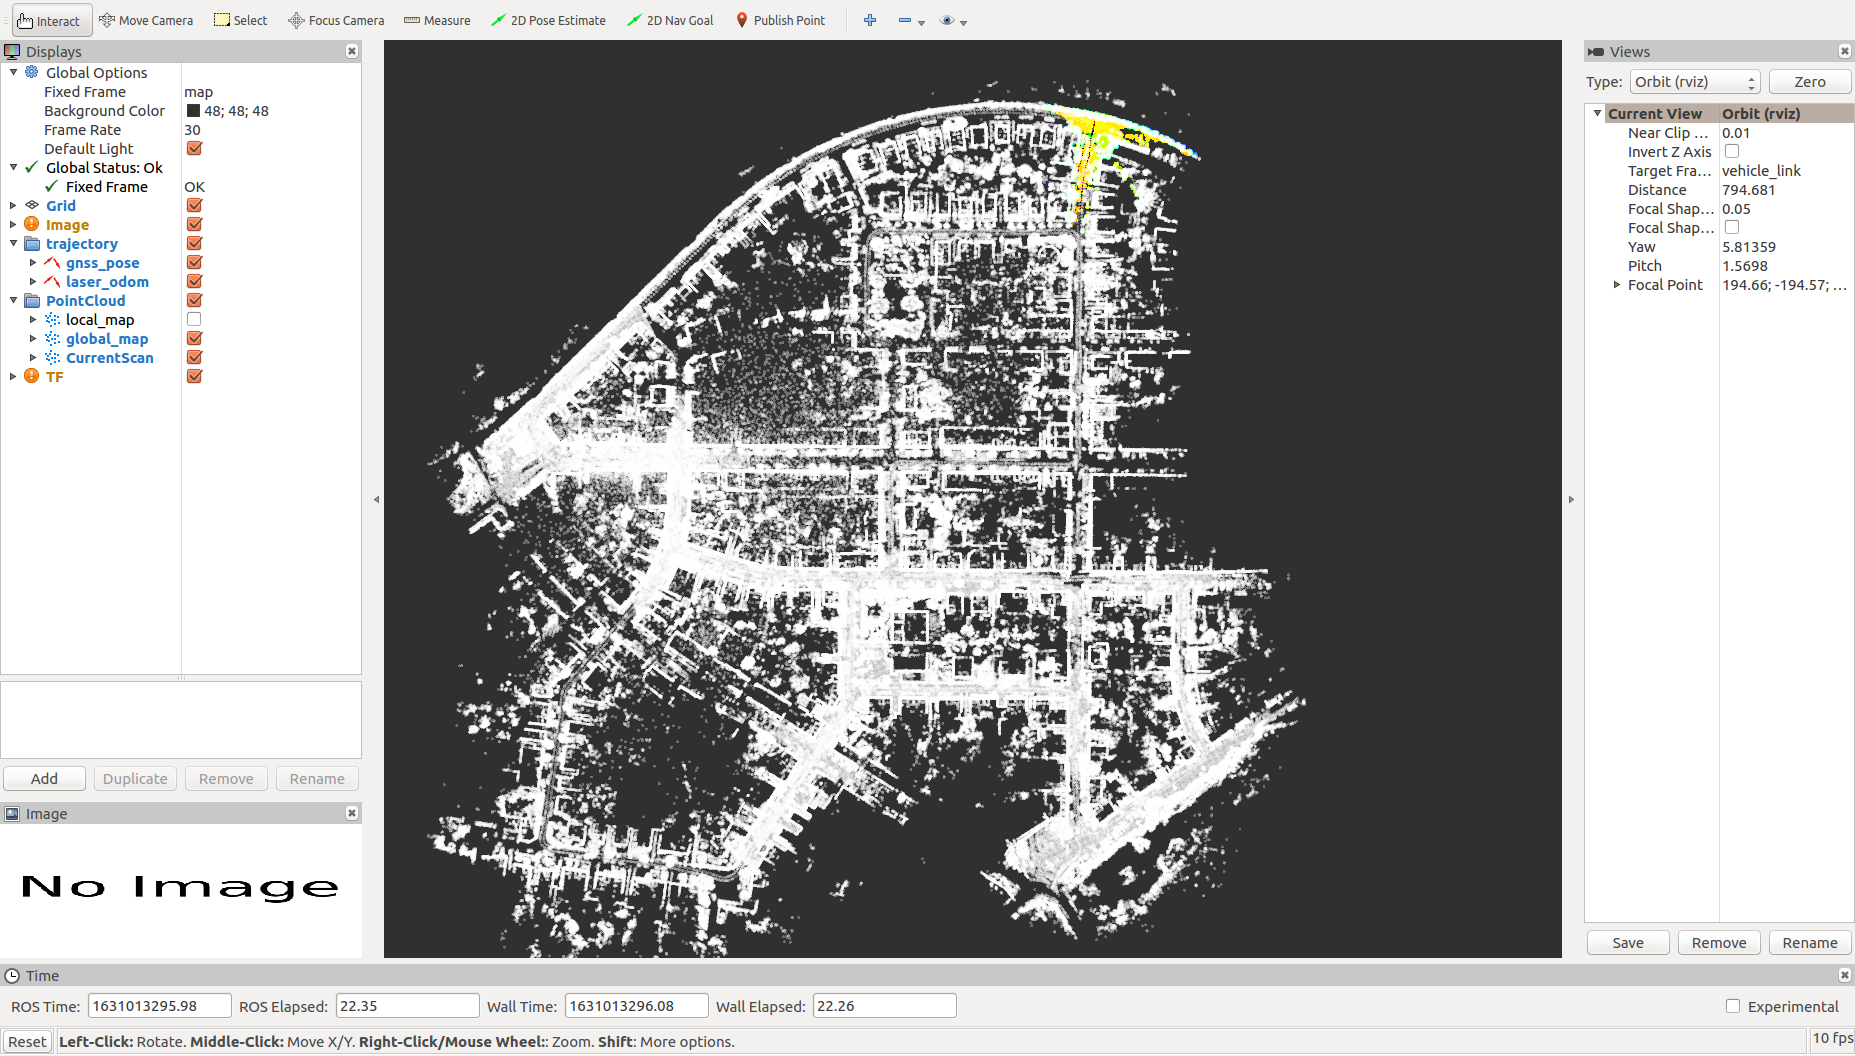 Interact Move Camera Select Focus Camera Measure 2D Pose Estimate 2D Nav Goal Publish Point
Displays
Global Options
Fixed Frame map
Background Color 48; 48; 48
Frame Rate 30
Default Light
Global Status: Ok
Fixed Frame OK
Grid
Image
trajectory
gnss_pose
laser_odom
PointCloud
local_map
global_map
CurrentScan
TF
Add Duplicate Remove Rename
Image
No Image
Views
Type: Orbit (rviz) Zero
Current View Orbit (rviz)
Near Clip ... 0.01
Invert Z Axis
Target Fra... vehicle_link
Distance 794.681
Focal Shap... 0.05
Focal Shap...
Yaw 5.81359
Pitch 1.5698
Focal Point 194.66; -194.57; ...
Save Remove Rename
Time
ROS Time: 1631013295.98 ROS Elapsed: 22.35 Wall Time: 1631013296.08 Wall Elapsed: 22.26 Experimental
Reset Left-Click: Rotate. Middle-Click: Move X/Y. Right-Click/Mouse Wheel:: Zoom. Shift: More options. 10 fps